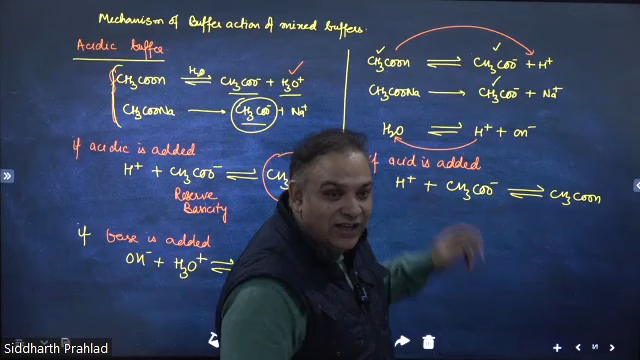 Mechanism of Buffer action of mixed buffers.
Acidic buffer
CH3COOH ⇌ H2O CH3COO- + H3O+
CH3COONa → CH3COO- + Na+
if acidic is added
H+ + CH3COO- ⇌ CH3
Reserve
Basicity
if base is added
OH- + H3O+ ⇌
CH3COOH ⇌ CH3COO- + H+
CH3COONa → CH3COO- + Na+
H2O ⇌ H+ + OH-
if acid is added
H+ + CH3COO- ⇌ CH3COOH
Siddharth Prahlad